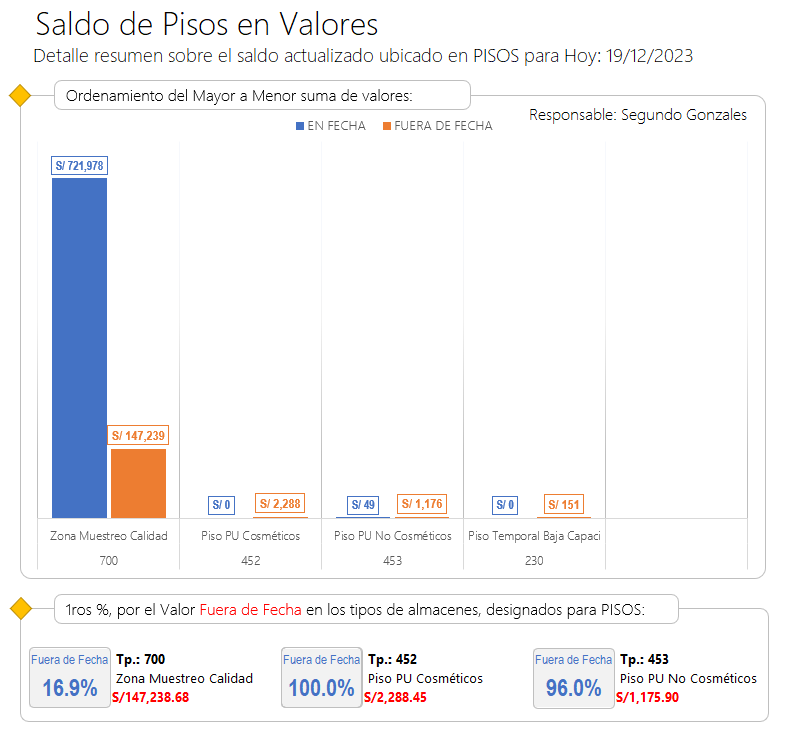 Saldo de Pisos en Valores
Detalle resumen sobre el saldo actualizado ubicado en PISOS para Hoy: 19/12/2023
Ordenamiento del Mayor a Menor suma de valores:
Responsable: Segundo Gonzales
EN FECHA FUERA DE FECHA
S/ 721,978
S/ 147,239
S/ 0 S/ 2,288 S/ 49 S/ 1,176 S/ 0 S/ 151
Zona Muestreo Calidad Piso PU Cosméticos Piso PU No Cosméticos Piso Temporal Baja Capaci
700 452 453 230
1ros %, por el Valor Fuera de Fecha en los tipos de almacenes, designados para PISOS:
Fuera de Fecha Tp.: 700 Fuera de Fecha Tp.: 452 Fuera de Fecha Tp.: 453
16.9% Zona Muestreo Calidad 100.0% Piso PU Cosméticos 96.0% Piso PU No Cosméticos
S/147,238.68 S/2,288.45 S/1,175.90